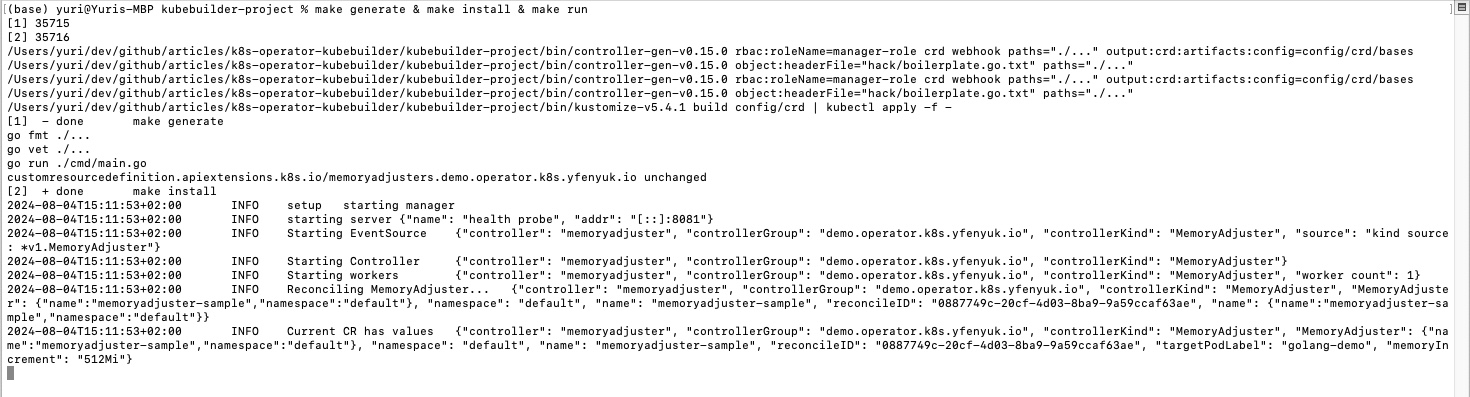 [(base) yuri@Yuris-MBP kubebuilder-project % make generate & make install & make run ]
[1] 35715
[2] 35716
/Users/yuri/dev/github/articles/k8s-operator-kubebuilder/kubebuilder-project/bin/controller-gen-v0.15.0 rbac:roleName=manager-role crd webhook paths="./..." output:crd:artifacts:config=config/crd/bases
/Users/yuri/dev/github/articles/k8s-operator-kubebuilder/kubebuilder-project/bin/controller-gen-v0.15.0 object:headerFile="hack/boilerplate.go.txt" paths="./..."
/Users/yuri/dev/github/articles/k8s-operator-kubebuilder/kubebuilder-project/bin/controller-gen-v0.15.0 rbac:roleName=manager-role crd webhook paths="./..." output:crd:artifacts:config=config/crd/bases
/Users/yuri/dev/github/articles/k8s-operator-kubebuilder/kubebuilder-project/bin/controller-gen-v0.15.0 object:headerFile="hack/boilerplate.go.txt" paths="./..."
/Users/yuri/dev/github/articles/k8s-operator-kubebuilder/kubebuilder-project/bin/kustomize-v5.4.1 build config/crd | kubectl apply -f -
[1]  - done       make generate
go fmt ./...
go vet ./...
go run ./cmd/main.go
customresourcedefinition.apiextensions.k8s.io/memoryadjusters.demo.operator.k8s.yfenyuk.io unchanged
[2]  + done       make install
2024-08-04T15:11:53+02:00       INFO    setup   starting manager
2024-08-04T15:11:53+02:00       INFO    starting server {"name": "health probe", "addr": "[::]:8081"}
2024-08-04T15:11:53+02:00       INFO    Starting EventSource    {"controller": "memoryadjuster", "controllerGroup": "demo.operator.k8s.yfenyuk.io", "controllerKind": "MemoryAdjuster", "source": "kind source
: *v1.MemoryAdjuster"}
2024-08-04T15:11:53+02:00       INFO    Starting Controller     {"controller": "memoryadjuster", "controllerGroup": "demo.operator.k8s.yfenyuk.io", "controllerKind": "MemoryAdjuster"}
2024-08-04T15:11:53+02:00       INFO    Starting workers        {"controller": "memoryadjuster", "controllerGroup": "demo.operator.k8s.yfenyuk.io", "controllerKind": "MemoryAdjuster", "worker count": 1}
2024-08-04T15:11:53+02:00       INFO    Reconciling MemoryAdjuster...   {"controller": "memoryadjuster", "controllerGroup": "demo.operator.k8s.yfenyuk.io", "controllerKind": "MemoryAdjuster", "MemoryAdjuste
r": {"name":"memoryadjuster-sample","namespace":"default"}, "namespace": "default", "name": "memoryadjuster-sample", "reconcileID": "0887749c-20cf-4d03-8ba9-9a59ccaf63ae", "name": {"name":"memoryadjuster-sa
mple","namespace":"default"}}
2024-08-04T15:11:53+02:00       INFO    Current CR has values   {"controller": "memoryadjuster", "controllerGroup": "demo.operator.k8s.yfenyuk.io", "controllerKind": "MemoryAdjuster", "MemoryAdjuster": {"na
me":"memoryadjuster-sample","namespace":"default"}, "namespace": "default", "name": "memoryadjuster-sample", "reconcileID": "0887749c-20cf-4d03-8ba9-9a59ccaf63ae", "targetPodLabel": "golang-demo", "memoryIn
crement": "512Mi"}